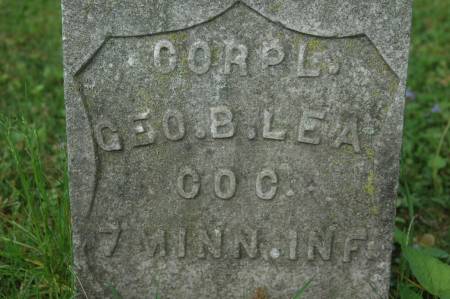 CORPL.
GEO. B. LEA
CO C.
7 MINN. INF.